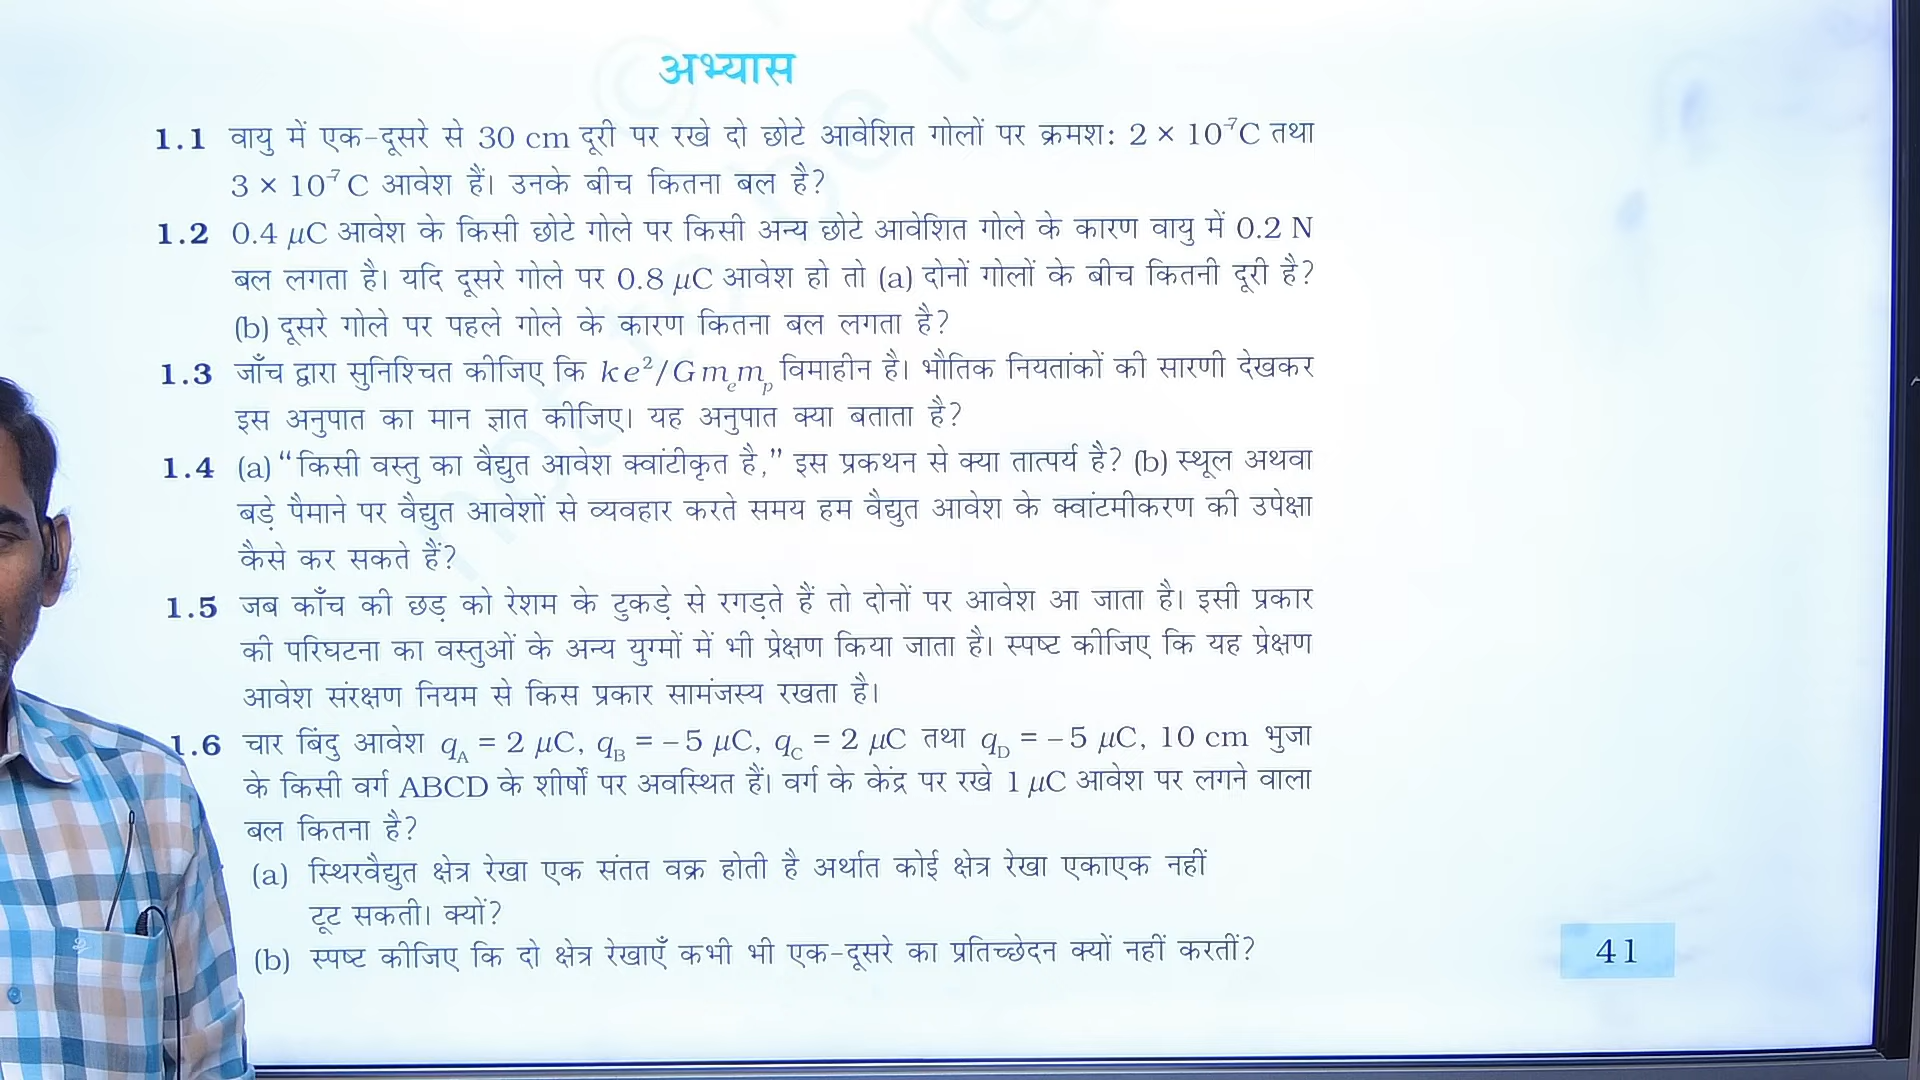 अभ्यास
1.1 वायु में एक-दूसरे से 30 cm दूरी पर रखे दो छोटे आवेशित गोलों पर क्रमश: 2 × 10⁻⁷C तथा
3 × 10⁻⁷ C आवेश हैं। उनके बीच कितना बल है?
1.2 0.4 μC आवेश के किसी छोटे गोले पर किसी अन्य छोटे आवेशित गोले के कारण वायु में 0.2 N
बल लगता है। यदि दूसरे गोले पर 0.8 μC आवेश हो तो (a) दोनों गोलों के बीच कितनी दूरी है?
(b) दूसरे गोले पर पहले गोले के कारण कितना बल लगता है?
1.3 जाँच द्वारा सुनिश्चित कीजिए कि ke²/Gmₑmₚ विमाहीन है। भौतिक नियतांकों की सारणी देखकर
इस अनुपात का मान ज्ञात कीजिए। यह अनुपात क्या बताता है?
1.4 (a) “किसी वस्तु का वैद्युत आवेश क्वांटीकृत है,” इस प्रकथन से क्या तात्पर्य है? (b) स्थूल अथवा
बड़े पैमाने पर वैद्युत आवेशों से व्यवहार करते समय हम वैद्युत आवेश के क्वांटमीकरण की उपेक्षा
कैसे कर सकते हैं?
1.5 जब काँच की छड़ को रेशम के टुकड़े से रगड़ते हैं तो दोनों पर आवेश आ जाता है। इसी प्रकार
की परिघटना का वस्तुओं के अन्य युग्मों में भी प्रेक्षण किया जाता है। स्पष्ट कीजिए कि यह प्रेक्षण
आवेश संरक्षण नियम से किस प्रकार सामंजस्य रखता है।
1.6 चार बिंदु आवेश q_A = 2 μC, q_B = – 5 μC, q_C = 2 μC तथा q_D = – 5 μC, 10 cm भुजा
के किसी वर्ग ABCD के शीर्षों पर अवस्थित हैं। वर्ग के केंद्र पर रखे 1 μC आवेश पर लगने वाला
बल कितना है?
(a) स्थिरवैद्युत क्षेत्र रेखा एक संतत वक्र होती है अर्थात कोई क्षेत्र रेखा एकाएक नहीं
टूट सकती। क्यों?
(b) स्पष्ट कीजिए कि दो क्षेत्र रेखाएँ कभी भी एक-दूसरे का प्रतिच्छेदन क्यों नहीं करतीं?
41